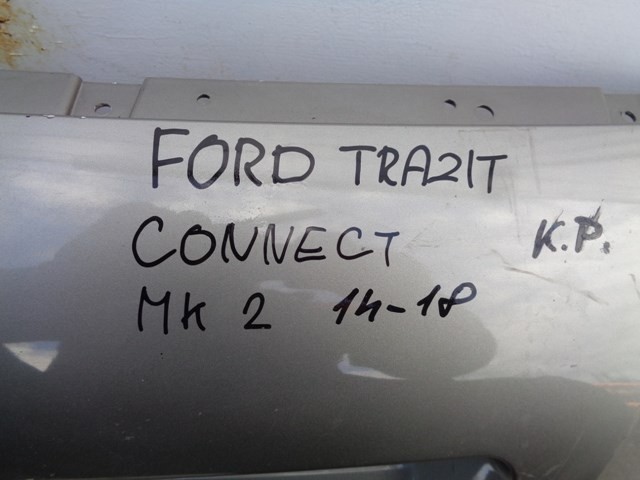 FORD TRA2IT
CONNECT K.P.
MK 2 14-18